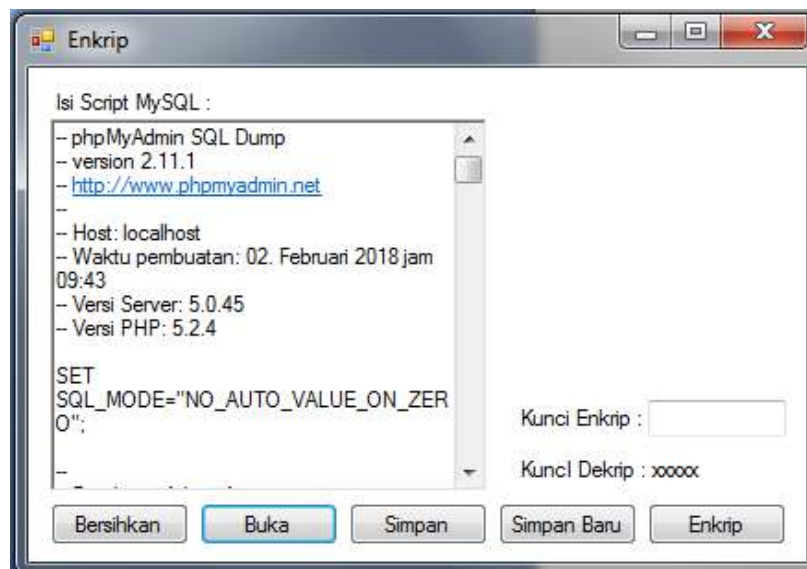 Enkrip
Isi Script MySQL :
-- phpMyAdmin SQL Dump
-- version 2.11.1
-- http://www.phpmyadmin.net
--
-- Host: localhost
-- Waktu pembuatan: 02. Februari 2018 jam
09:43
-- Versi Server: 5.0.45
-- Versi PHP: 5.2.4
SET
SQL_MODE="NO_AUTO_VALUE_ON_ZER
O";
--
Kunci Enkrip :
KuncI Dekrip : xxxxx
Bersihkan Buka Simpan Simpan Baru Enkrip